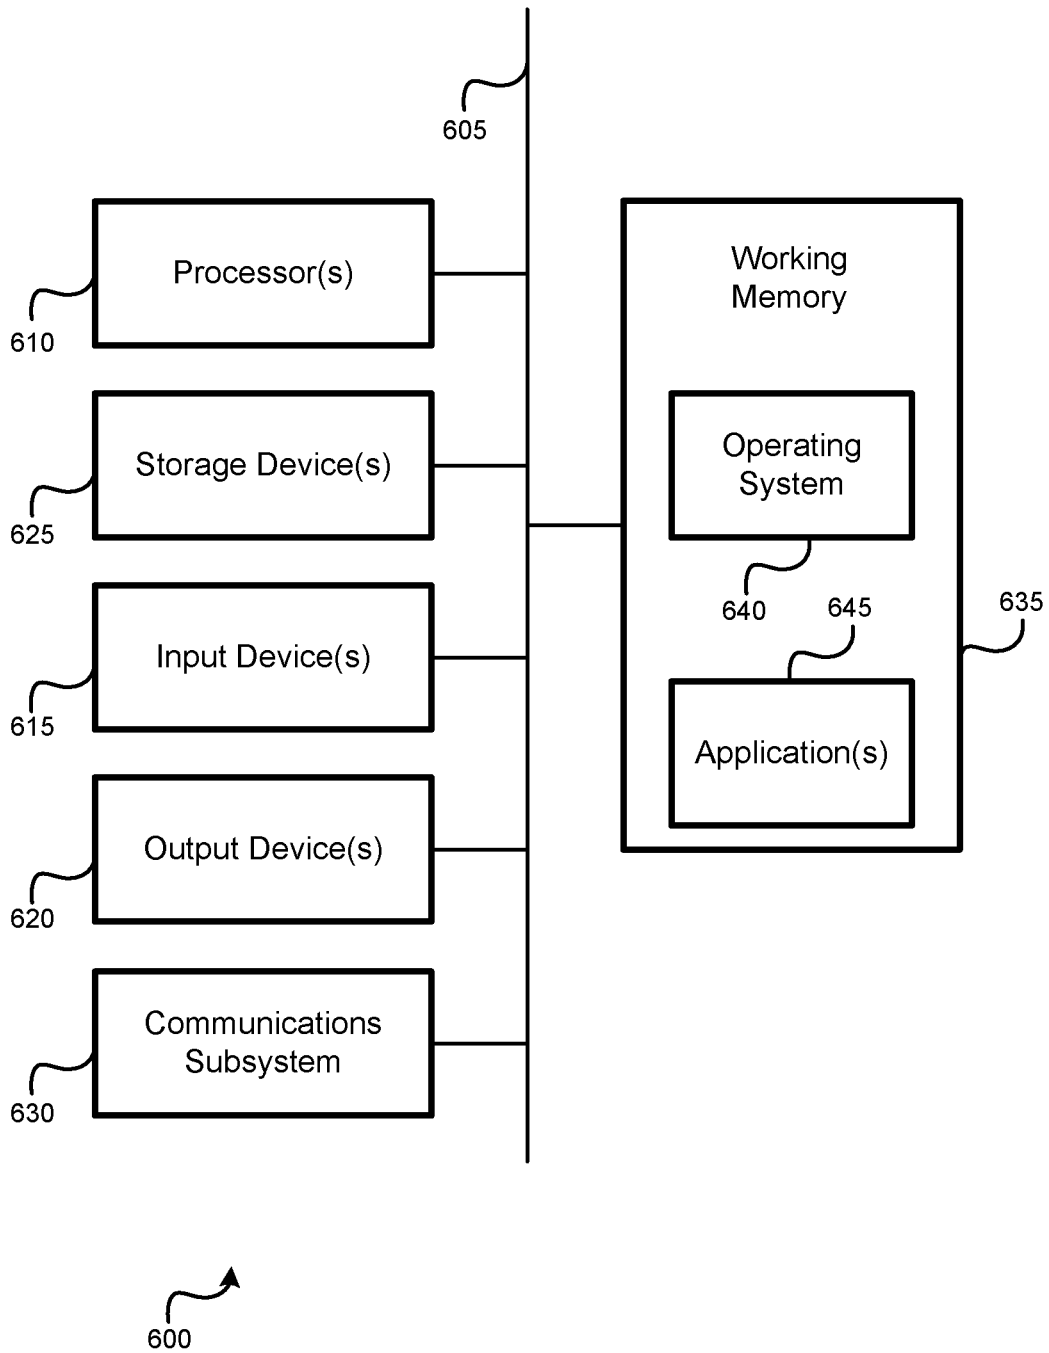 605
Processor(s)
610
Storage Device(s)
625
Input Device(s)
615
Output Device(s)
620
Communications
Subsystem
630
Working
Memory
Operating
System
640
645
635
Application(s)
600